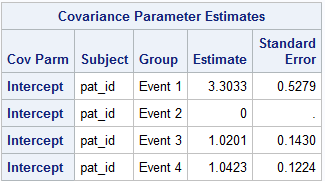 Covariance Parameter Estimates
Cov Parm Subject Group Estimate Standard Error
Intercept pat_id Event 1 3.3033 0.5279
Intercept pat_id Event 2 0 .
Intercept pat_id Event 3 1.0201 0.1430
Intercept pat_id Event 4 1.0423 0.1224